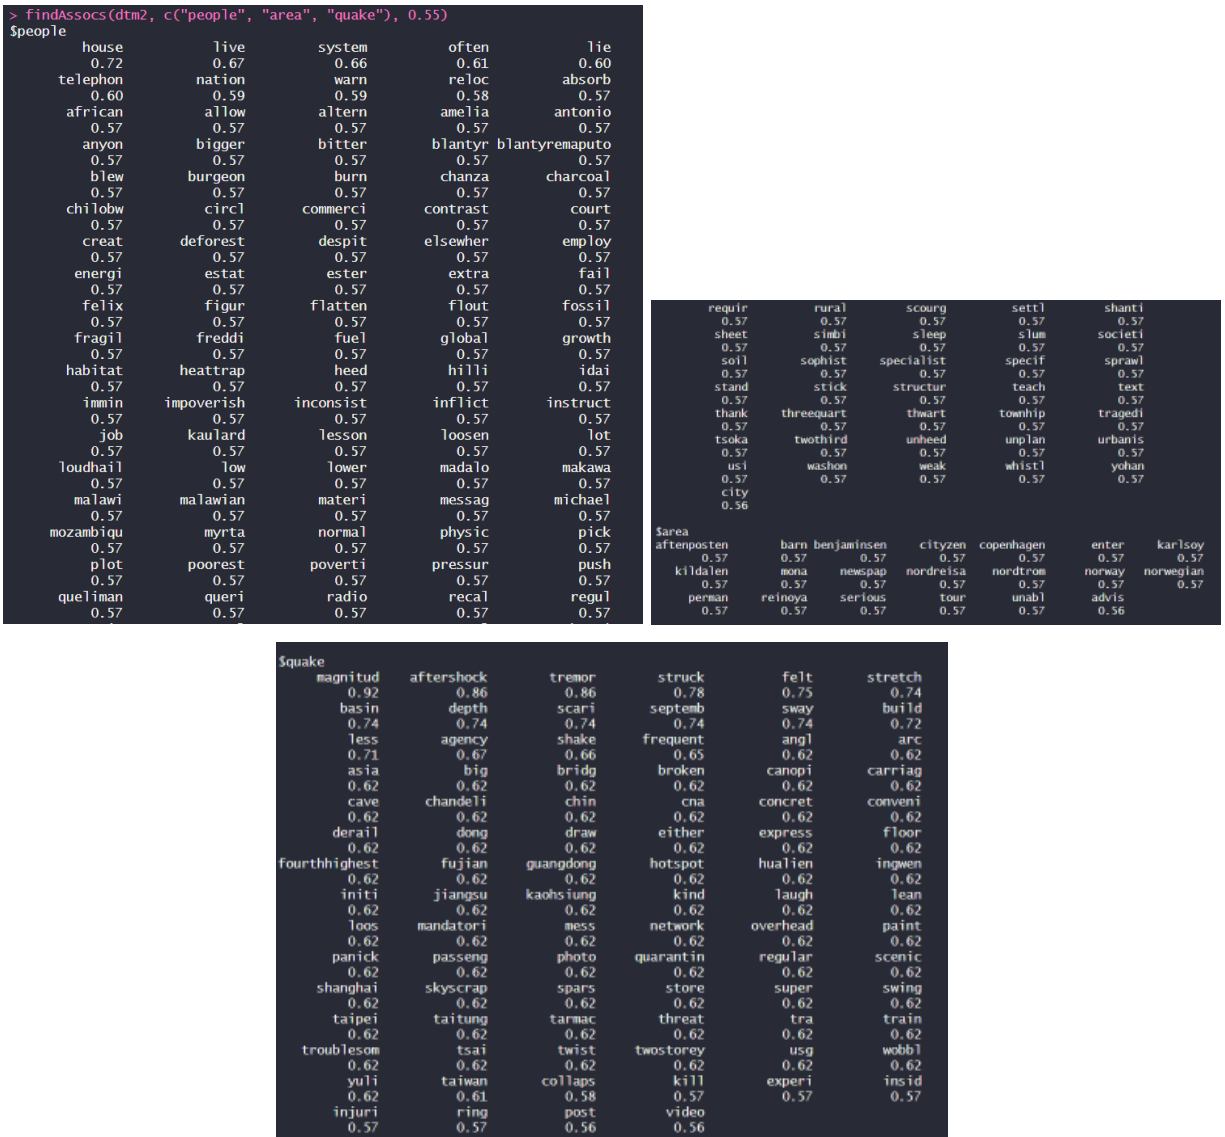 > findAssocs(dtm2, c("people", "area", "quake"), 0.55)
$people
house live system often lie
0.72 0.67 0.66 0.61 0.60
telephon nation warn reloc absorb
0.60 0.59 0.59 0.58 0.57
african allow altern amelia antonio
0.57 0.57 0.57 0.57 0.57
anyon bigger bitter blantyr blantyremaputo
0.57 0.57 0.57 0.57 0.57
blew burgeon burn chanza charcoal
0.57 0.57 0.57 0.57 0.57
chilobw circl commerci contrast court
0.57 0.57 0.57 0.57 0.57
creat deforest despit elsewher employ
0.57 0.57 0.57 0.57 0.57
energi estat ester extra fail
0.57 0.57 0.57 0.57 0.57
felix figur flatten flout fossil
0.57 0.57 0.57 0.57 0.57
fragil freddi fuel global growth
0.57 0.57 0.57 0.57 0.57
habitat heattrap heed hilli idai
0.57 0.57 0.57 0.57 0.57
immin impoverish inconsist inflict instruct
0.57 0.57 0.57 0.57 0.57
job kaulard lesson loosen lot
0.57 0.57 0.57 0.57 0.57
loudhail low lower madalo makawa
0.57 0.57 0.57 0.57 0.57
malawi malawian materi messag michael
0.57 0.57 0.57 0.57 0.57
mozambiqu myrta normal physic pick
0.57 0.57 0.57 0.57 0.57
plot poorest poverti pressur push
0.57 0.57 0.57 0.57 0.57
queliman queri radio recal regul
0.57 0.57 0.57 0.57 0.57
requir rural scourg settl shanti
0.57 0.57 0.57 0.57 0.57
sheet simbi sleep slum societi
0.57 0.57 0.57 0.57 0.57
soil sophist specialist specif sprawl
0.57 0.57 0.57 0.57 0.57
stand stick structur teach text
0.57 0.57 0.57 0.57 0.57
thank threequart thwart townhip tragedi
0.57 0.57 0.57 0.57 0.57
tsoka twothird unheed unplan urbanis
0.57 0.57 0.57 0.57 0.57
usi washon weak whistl yohan
0.57 0.57 0.57 0.57 0.57
city
0.56
$area
aftenposten barn benjaminsen cityzen copenhagen enter karlsoy
0.57 0.57 0.57 0.57 0.57 0.57 0.57
kildalen mona newspap nordreisa nordtrom norway norwegian
0.57 0.57 0.57 0.57 0.57 0.57 0.57
perman reinoya serious tour unabl advis
0.57 0.57 0.57 0.57 0.57 0.56
$quake
magnitud aftershock tremor struck felt stretch
0.92 0.86 0.86 0.78 0.75 0.74
basin depth scari septemb sway build
0.74 0.74 0.74 0.74 0.74 0.72
less agency shake frequent angl arc
0.71 0.67 0.66 0.65 0.62 0.62
asia big bridg broken canopi carriag
0.62 0.62 0.62 0.62 0.62 0.62
cave chandeli chin cna concret conveni
0.62 0.62 0.62 0.62 0.62 0.62
derail dong draw either express floor
0.62 0.62 0.62 0.62 0.62 0.62
fourthhighest fujian guangdong hotspot hualien ingwen
0.62 0.62 0.62 0.62 0.62 0.62
initi jiangsu kaohsiung kind laugh lean
0.62 0.62 0.62 0.62 0.62 0.62
loos mandatori mess network overhead paint
0.62 0.62 0.62 0.62 0.62 0.62
panick passeng photo quarantin regular scenic
0.62 0.62 0.62 0.62 0.62 0.62
shanghai skyscrap spars store super swing
0.62 0.62 0.62 0.62 0.62 0.62
taipei taitung tarmac threat tra train
0.62 0.62 0.62 0.62 0.62 0.62
troublesom tsai twist twostorey usg wobbl
0.62 0.62 0.62 0.62 0.62 0.62
yuli taiwan collaps kill experi insid
0.62 0.61 0.58 0.57 0.57 0.57
injuri ring post video
0.57 0.57 0.56 0.56